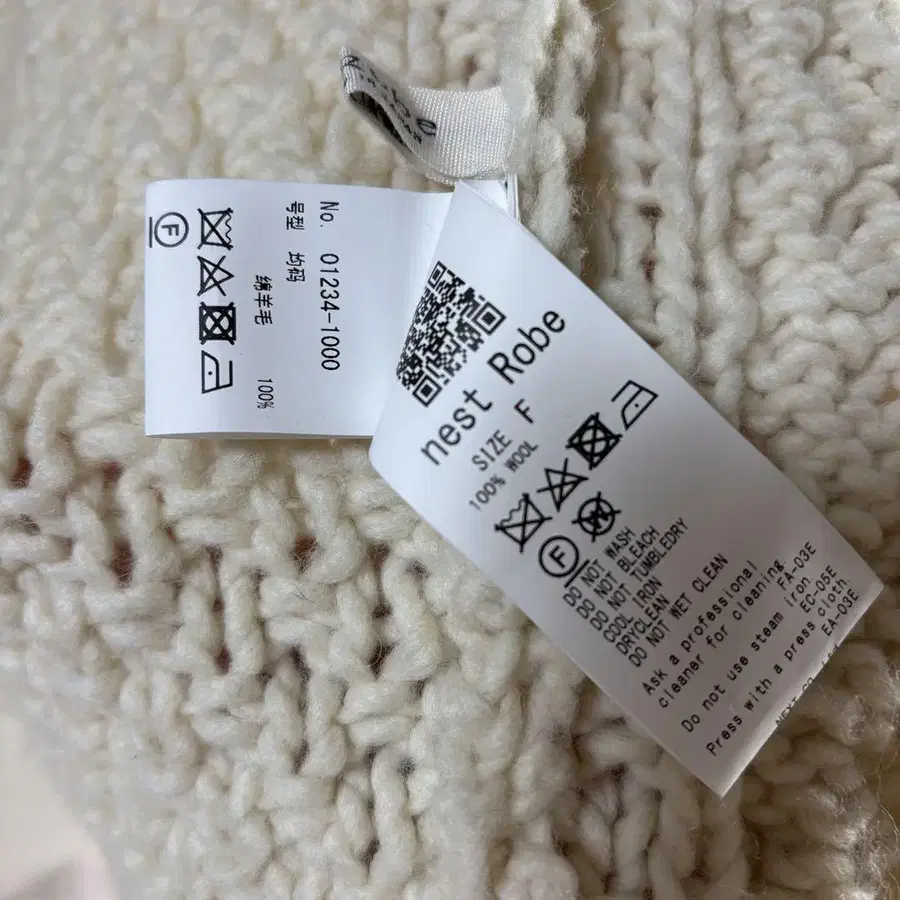 No. 01234-1000
号型 均码
绵羊毛 100%
F
nest Robe
SIZE F
100% WOOL
F
DO NOT WASH
DO NOT BLEACH
DO NOT TUMBLEDRY
COOL IRON
DRYCLEAN
DO NOT WET CLEAN
Ask a professional
cleaner for cleaning.
FA-03E
Do not use steam iron.
EC-05E
Press with a press cloth.
EA-03E